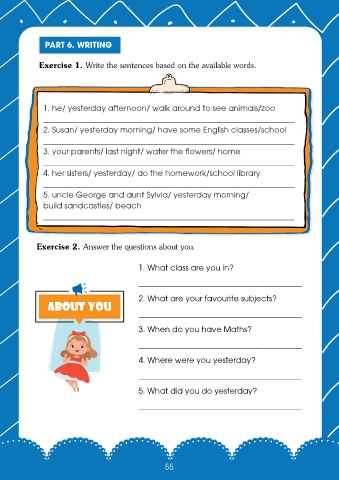 PART 6. WRITING
Exercise 1. Write the sentences based on the available words.
1. he/ yesterday afternoon/ walk around to see animals/zoo
2. Susan/ yesterday morning/ have some English classes/school
3. your parents/ last night/ water the flowers/ home
4. her sisters/ yesterday/ do the homework/school library
5. uncle George and aunt Sylvia/ yesterday morning/
build sandcastles/ beach
Exercise 2. Answer the questions about you.
1. What class are you in?
2. What are your favourite subjects?
ABOUT YOU
3. When do you have Maths?
4. Where were you yesterday?
5. What did you do yesterday?
55